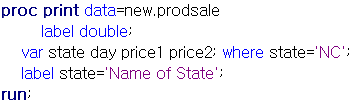 proc print data=new.prodsale
label double;
var state day price1 price2; where state='NC';
label state='Name of State';
run;